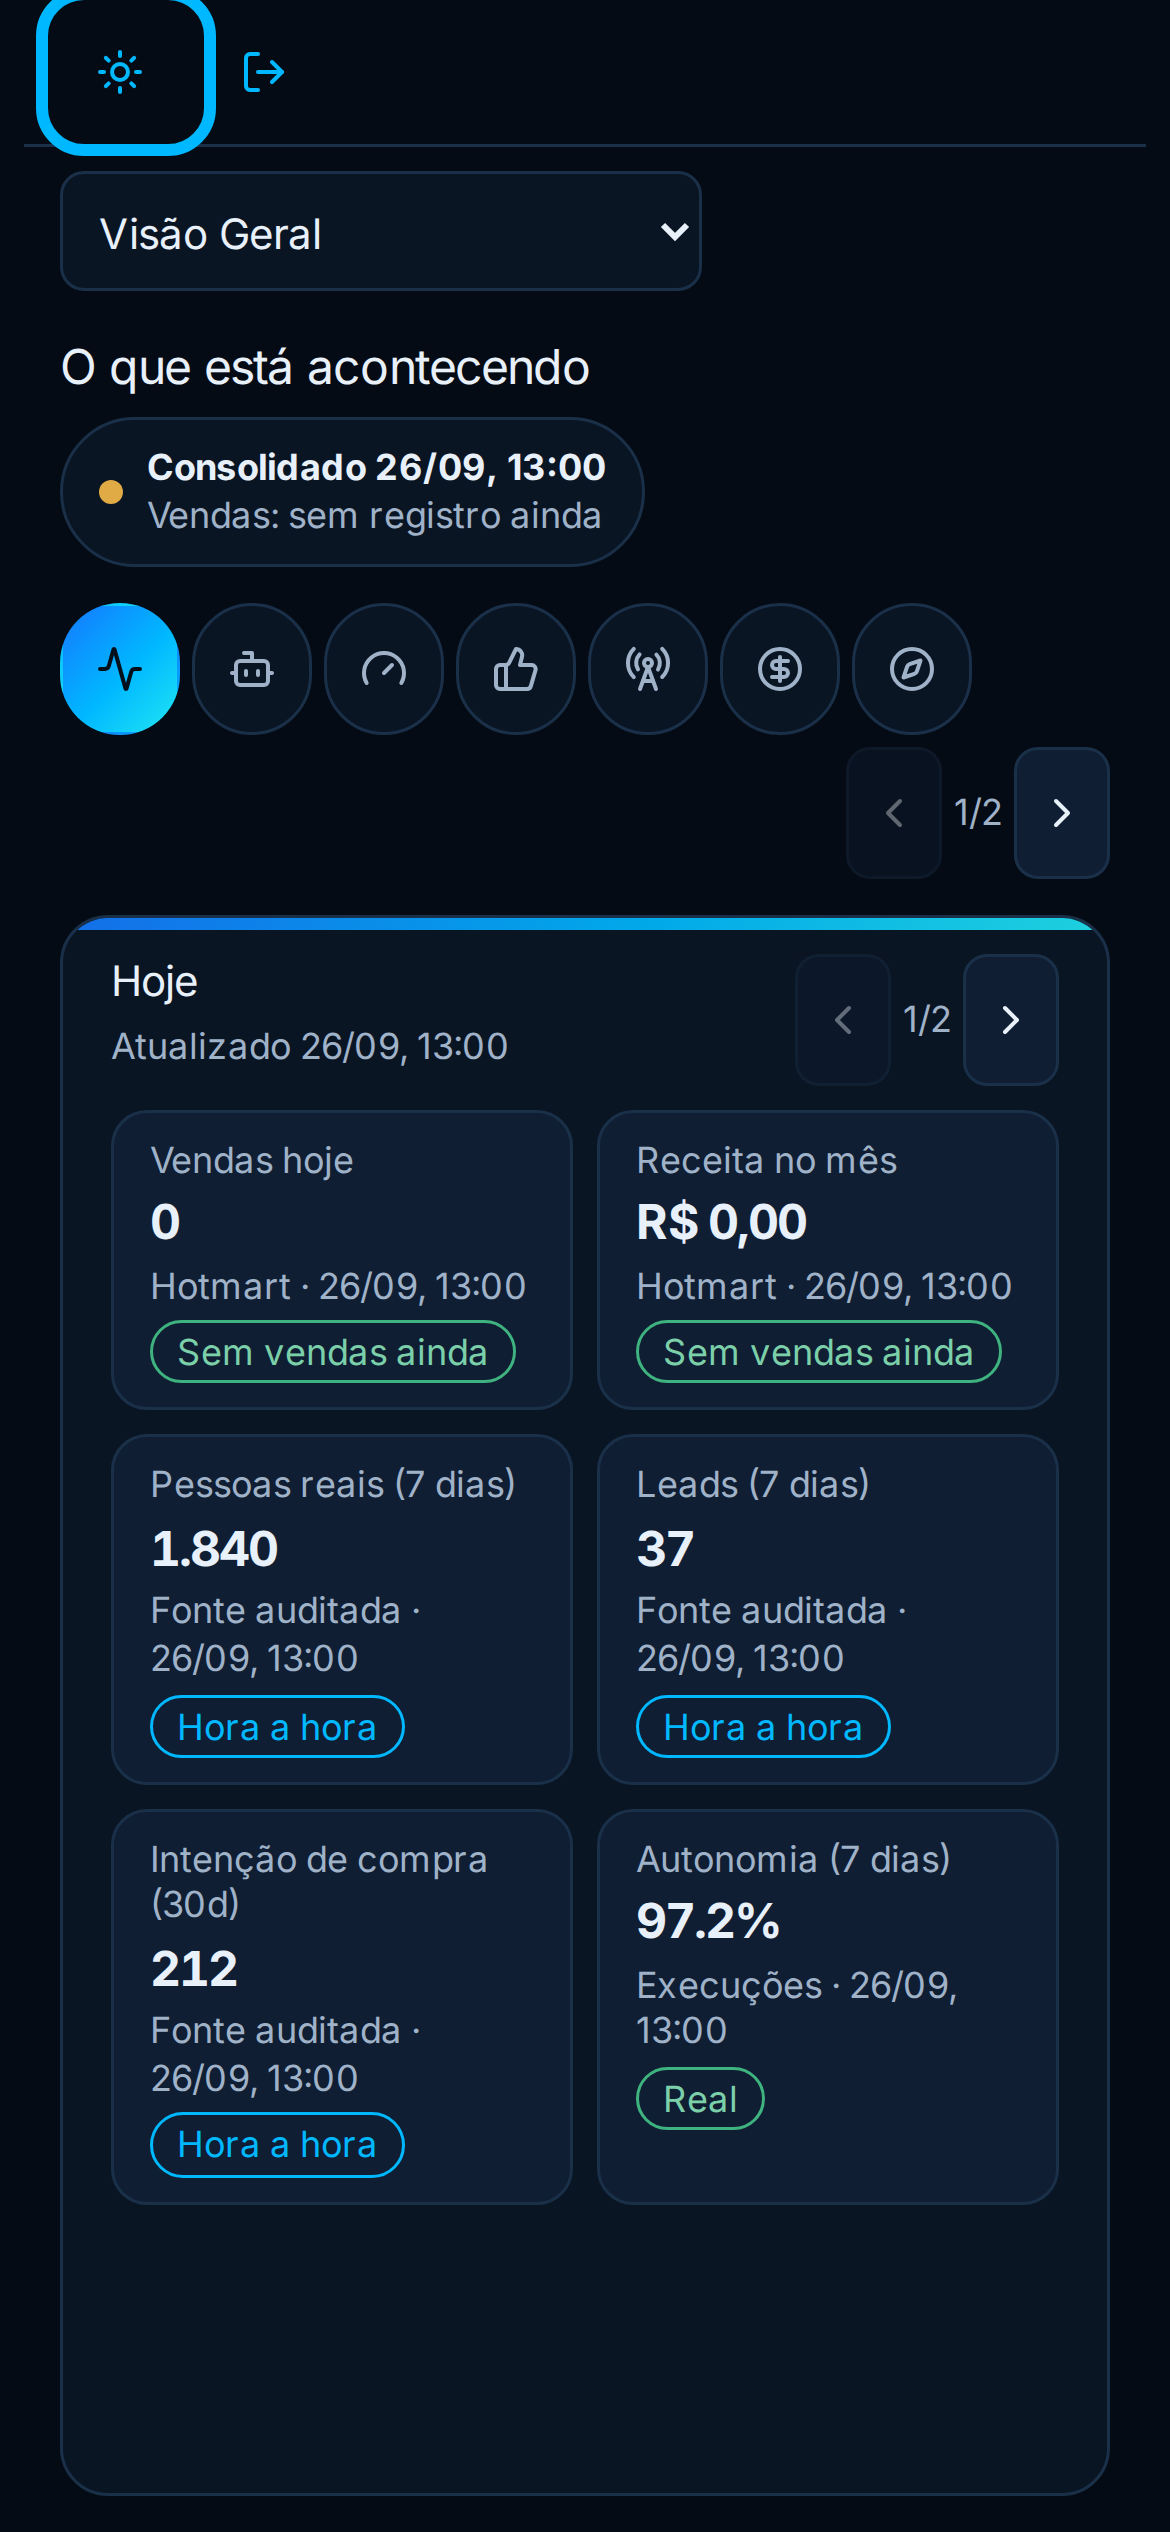 Visão Geral
O que está acontecendo
Consolidado 26/09, 13:00
Vendas: sem registro ainda
1/2
Hoje
Atualizado 26/09, 13:00
1/2
Vendas hoje
0
Hotmart · 26/09, 13:00
Sem vendas ainda
Receita no mês
R$ 0,00
Hotmart · 26/09, 13:00
Sem vendas ainda
Pessoas reais (7 dias)
1.840
Fonte auditada ·
26/09, 13:00
Hora a hora
Leads (7 dias)
37
Fonte auditada ·
26/09, 13:00
Hora a hora
Intenção de compra
(30d)
212
Fonte auditada ·
26/09, 13:00
Hora a hora
Autonomia (7 dias)
97.2%
Execuções · 26/09,
13:00
Real